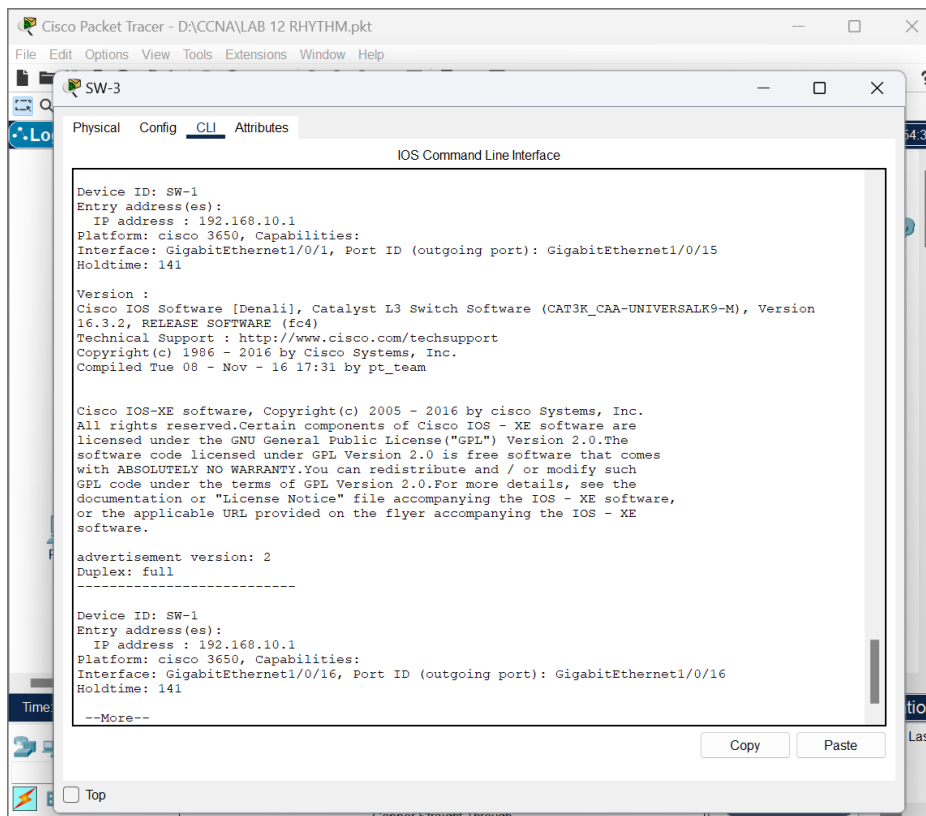 Cisco Packet Tracer - D:\CCNA\LAB 12 RHYTHM.pkt
File Edit Options View Tools Extensions Window Help
SW-3
Physical Config CLI Attributes
IOS Command Line Interface
Device ID: SW-1
Entry address(es):
IP address : 192.168.10.1
Platform: cisco 3650, Capabilities:
Interface: GigabitEthernet1/0/1, Port ID (outgoing port): GigabitEthernet1/0/15
Holdtime: 141
Version :
Cisco IOS Software [Denali], Catalyst L3 Switch Software (CAT3K_CAA-UNIVERSALK9-M), Version
16.3.2, RELEASE SOFTWARE (fc4)
Technical Support : http://www.cisco.com/techsupport
Copyright(c) 1986 - 2016 by Cisco Systems, Inc.
Compiled Tue 08 - Nov - 16 17:31 by pt_team
Cisco IOS-XE software, Copyright(c) 2005 - 2016 by cisco Systems, Inc.
All rights reserved.Certain components of Cisco IOS - XE software are
licensed under the GNU General Public License("GPL") Version 2.0.The
software code licensed under GPL Version 2.0 is free software that comes
with ABSOLUTELY NO WARRANTY.You can redistribute and / or modify such
GPL code under the terms of GPL Version 2.0.For more details, see the
documentation or "License Notice" file accompanying the IOS - XE software,
or the applicable URL provided on the flyer accompanying the IOS - XE
software.
advertisement version: 2
Duplex: full
---------------------------
Device ID: SW-1
Entry address(es):
IP address : 192.168.10.1
Platform: cisco 3650, Capabilities:
Interface: GigabitEthernet1/0/16, Port ID (outgoing port): GigabitEthernet1/0/16
Holdtime: 141
--More--
Copy Paste
Top
Time:
Las